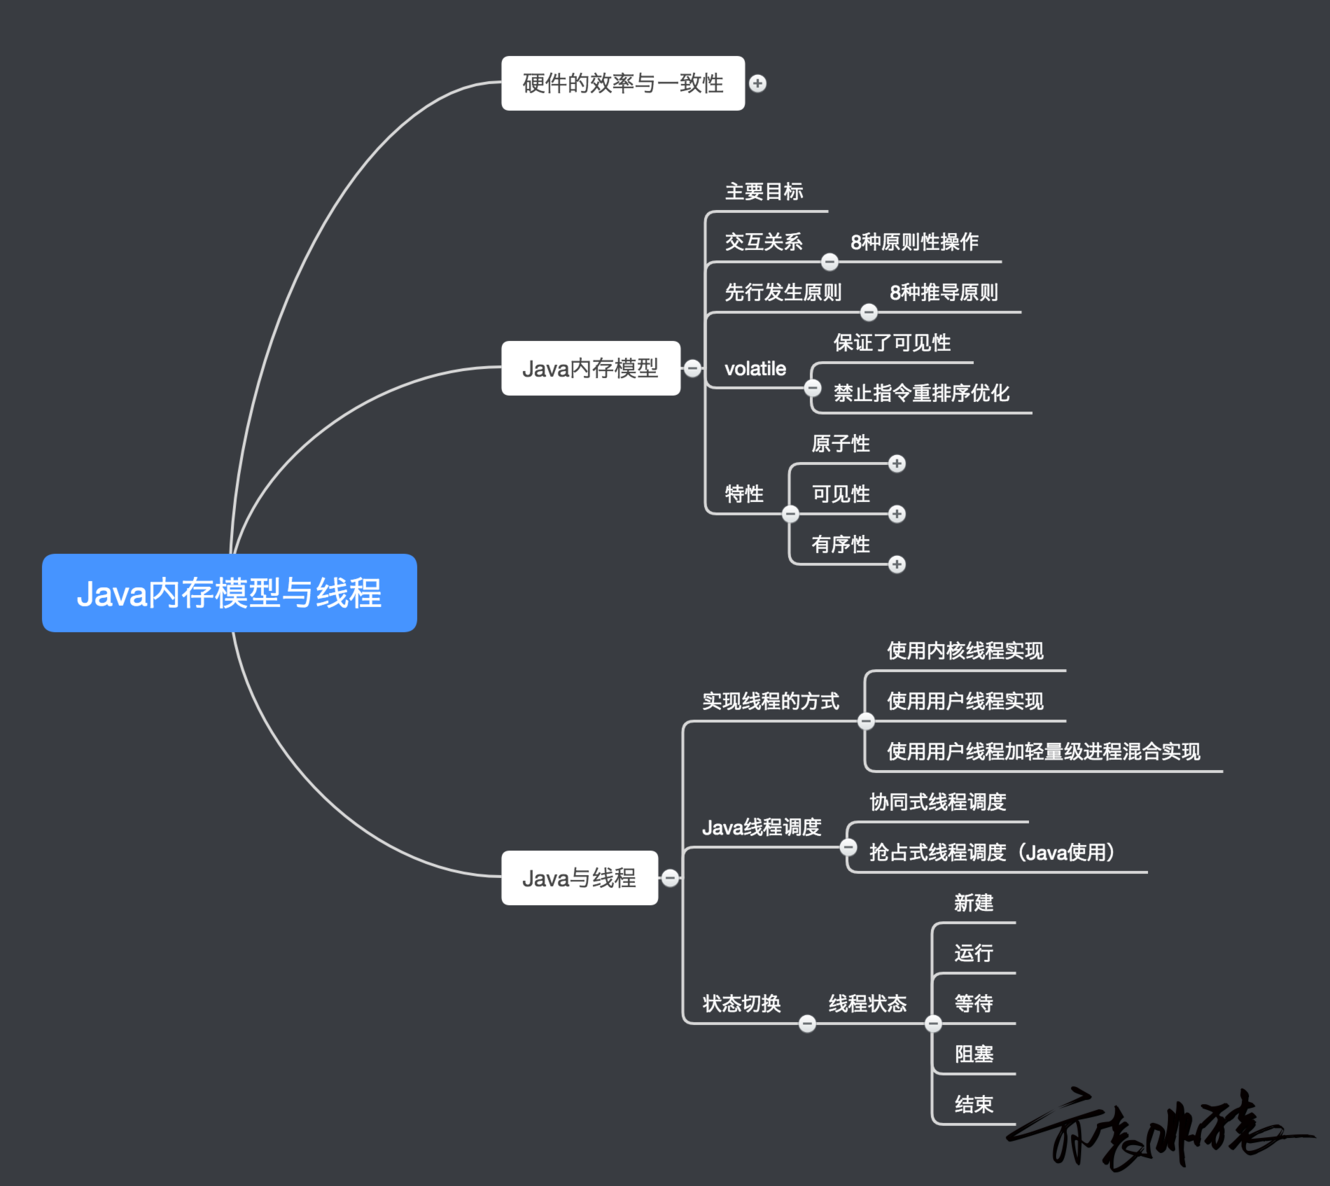 硬件的效率与一致性
主要目标
交互关系
8种原则性操作
先行发生原则
8种推导原则
保证了可见性
Java内存模型
volatile
禁止指令重排序优化
原子性
特性
可见性
有序性
Java内存模型与线程
使用内核线程实现
实现线程的方式
使用用户线程实现
使用用户线程加轻量级进程混合实现
协同式线程调度
Java线程调度
抢占式线程调度（Java使用）
Java与线程
新建
运行
状态切换
线程状态
等待
阻塞
结束